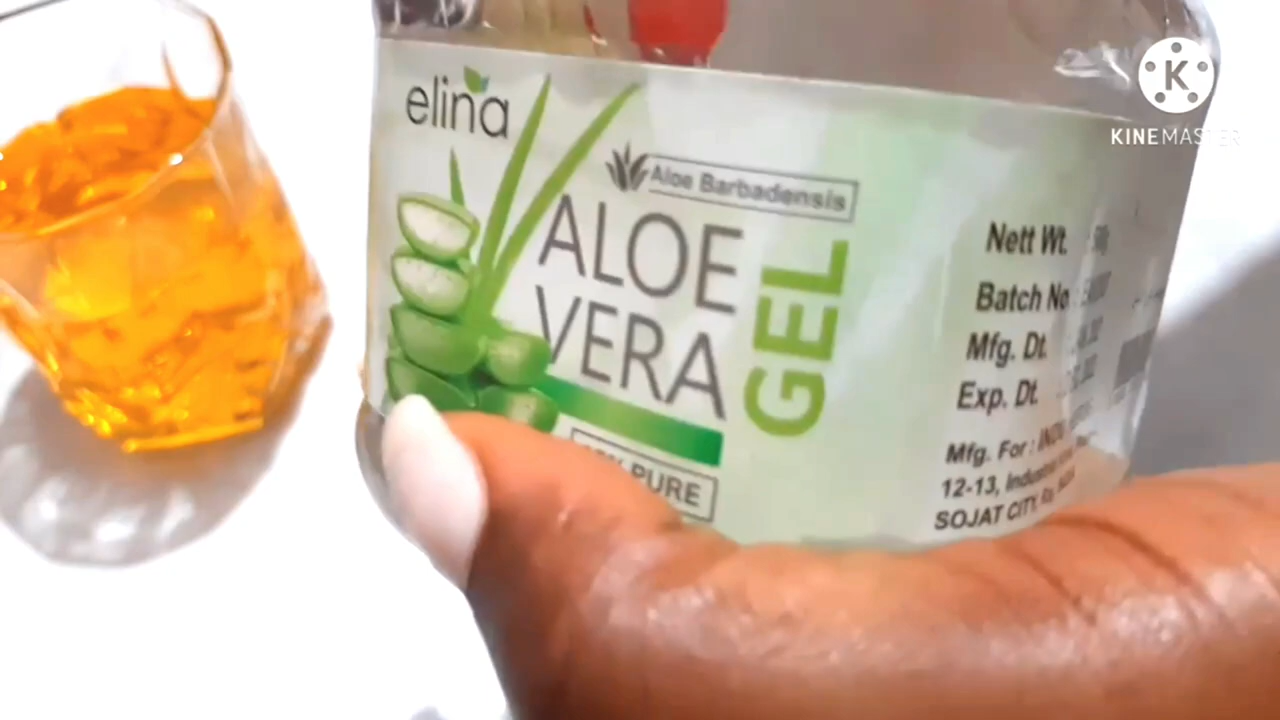 elina
Aloe Barbadensis
ALOE
VERA
GEL
PURE
Nett Wt.
Batch No
Mfg. Dt.
Exp. Dt.
Mfg. For :
12-13,
SOJAT CITY,
K
KINEMASTER